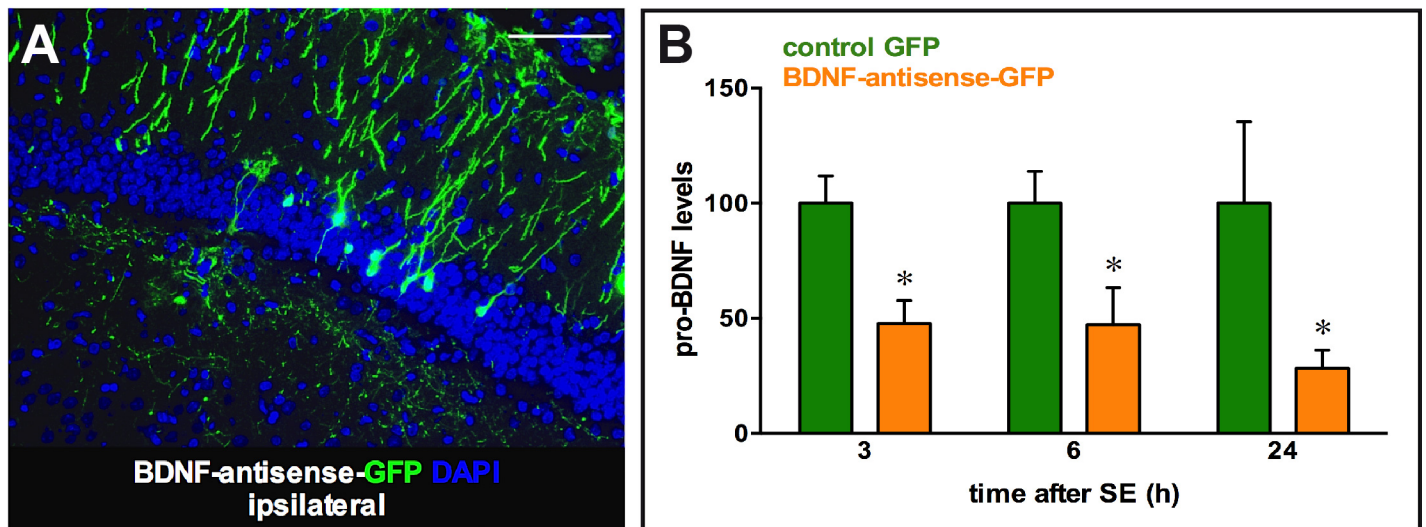 A
BDNF-antisense-GFP DAPI
ipsilateral
B
control GFP
BDNF-antisense-GFP
150
100
50
0
pro-BDNF levels
*
*
*
3 6 24
time after SE (h)